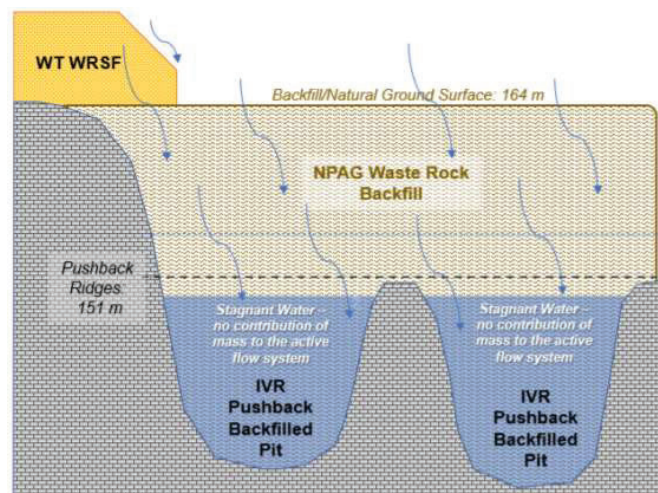 WT WRSF
Backfill/Natural Ground Surface: 164 m
NPAG Waste Rock
Backfill
Pushback
Ridges
151 m
Stagnant Water –
no contribution of
mass to the active
flow system
IVR
Pushback
Backfilled
Pit
Stagnant Water –
no contribution of
mass to the active
flow system
IVR
Pushback
Backfilled
Pit